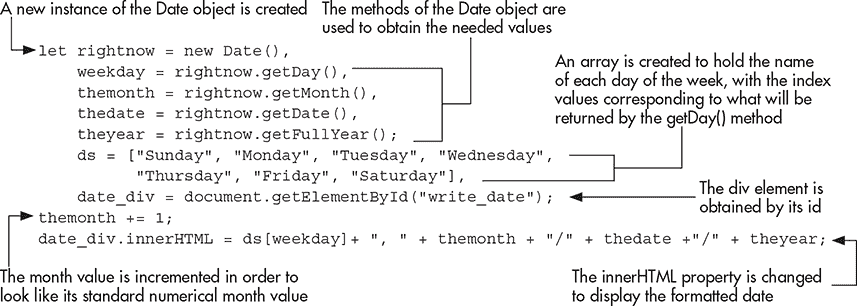 A new instance of the Date object is created
The methods of the Date object are
used to obtain the needed values
let rightnow = new Date(),
weekday = rightnow.getDay(),
themonth = rightnow.getMonth(),
thedate = rightnow.getDate(),
theyear = rightnow.getFullYear();
An array is created to hold the name
of each day of the week, with the index
values corresponding to what will be
returned by the getDay() method
ds = ["Sunday", "Monday", "Tuesday", "Wednesday",
"Thursday", "Friday", "Saturday"],
date_div = document.getElementById("write_date");
The div element is
obtained by its id
themonth += 1;
date_div.innerHTML = ds[weekday]+ ", " + themonth + "/" + thedate +"/" + theyear;
The month value is incremented in order to
look like its standard numerical month value
The innerHTML property is changed
to display the formatted date